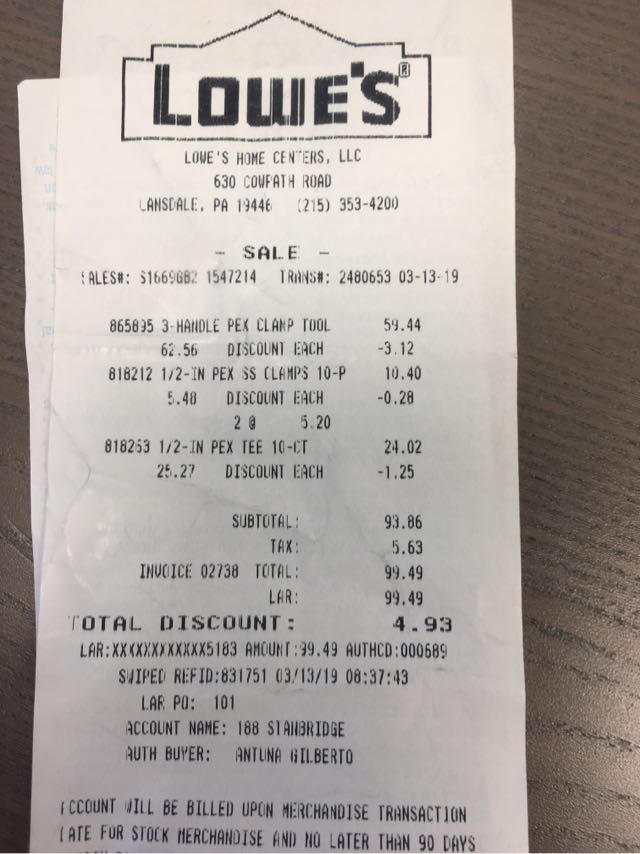 LOWE'S®
LOWE'S HOME CENTERS, LLC
630 COWPATH ROAD
LANSDALE, PA 19446 (215) 353-4200
- SALE -
SALES#: S1669GB2 1547214 TRANS#: 2480653 03-13-19
865895 3-HANDLE PEX CLAMP TOOL 59.44
62.56 DISCOUNT EACH -3.12
818212 1/2-IN PEX SS CLAMPS 10-P 10.40
5.48 DISCOUNT EACH -0.28
2 @ 5.20
818263 1/2-IN PEX TEE 10-CT 24.02
25.27 DISCOUNT EACH -1.25
SUBTOTAL: 93.86
TAX: 5.63
INVOICE 02738 TOTAL: 99.49
LAR: 99.49
TOTAL DISCOUNT: 4.93
LAR:XXXXXXXXXXXX5183 AMOUNT:99.49 AUTHCD:000689
SWIPED REFID:831751 03/13/19 08:37:43
LAR PO: 101
ACCOUNT NAME: 188 STANBRIDGE
AUTH BUYER: ANTUNA GILBERTO
ACCOUNT WILL BE BILLED UPON MERCHANDISE TRANSACTION
DATE FOR STOCK MERCHANDISE AND NO LATER THAN 90 DAYS